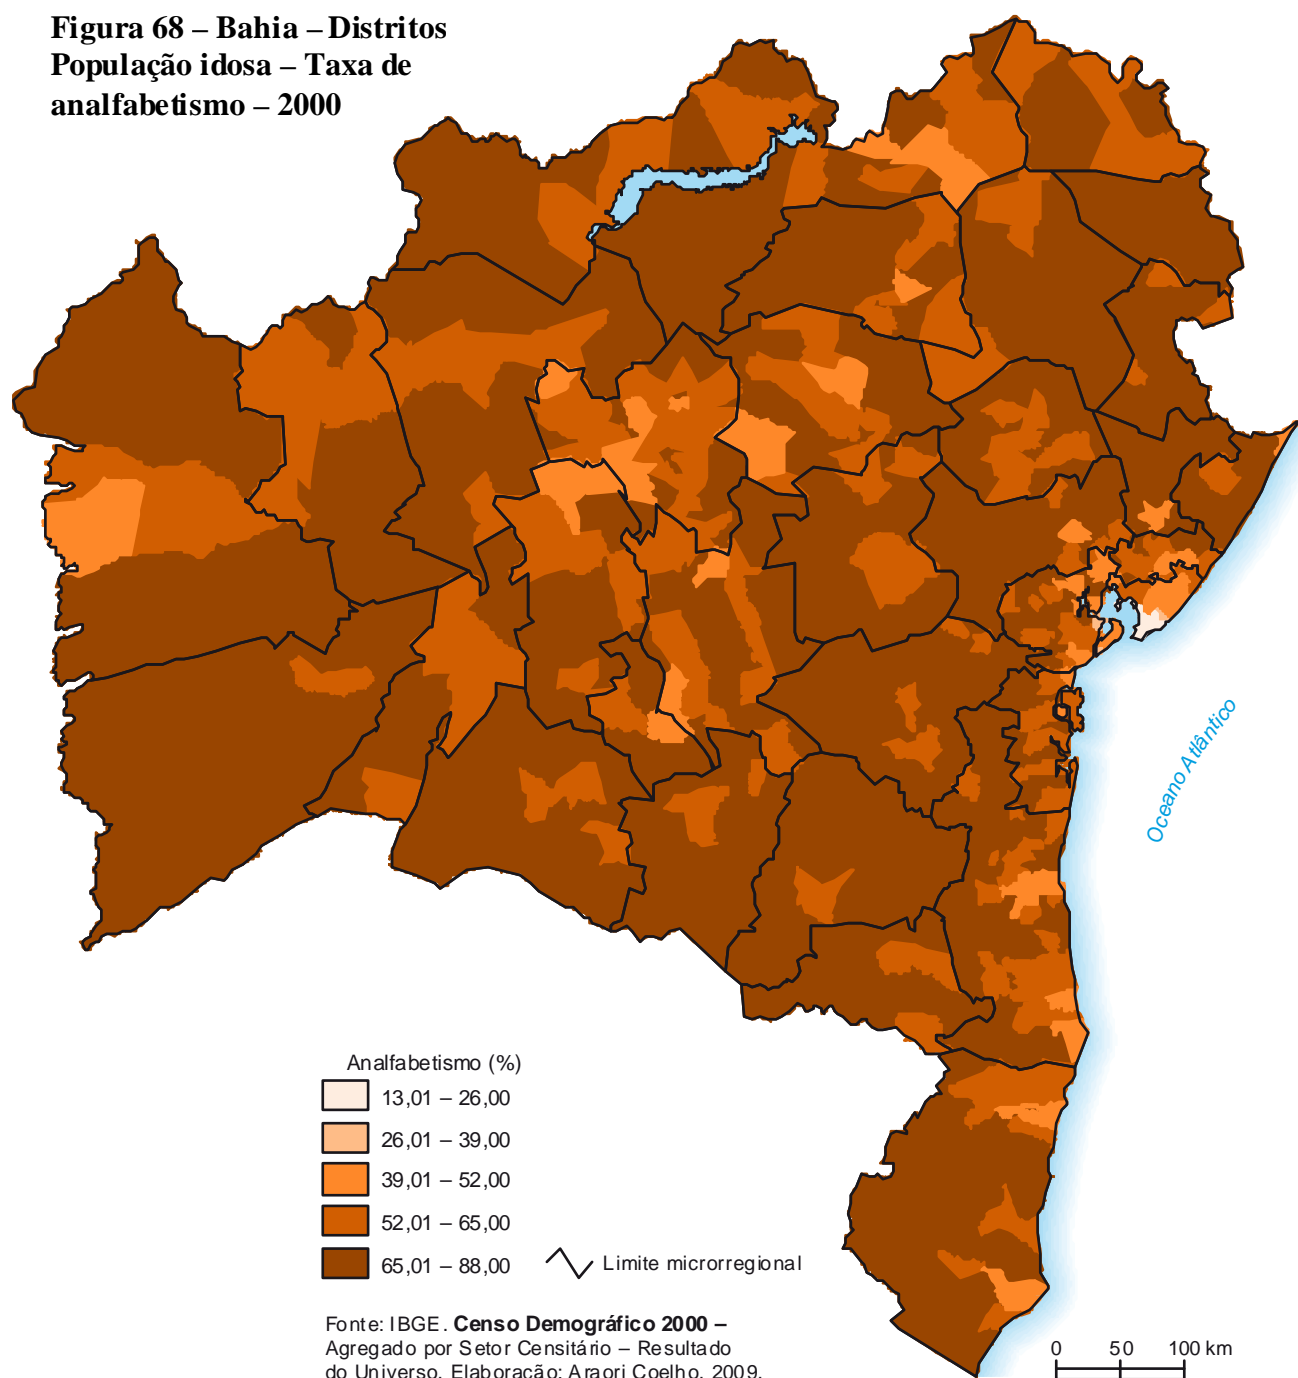 Figura 68 – Bahia – Distritos
População idosa – Taxa de
analfabetismo – 2000
Oceano Atlântico
Analfabetismo (%)
13,01 – 26,00
26,01 – 39,00
39,01 – 52,00
52,01 – 65,00
65,01 – 88,00
Limite microrregional
Fonte: IBGE. Censo Demográfico 2000 –
Agregado por Setor Censitário – Resultado
do Universo. Elaboração: Araori Coelho, 2009.
0 50 100 km